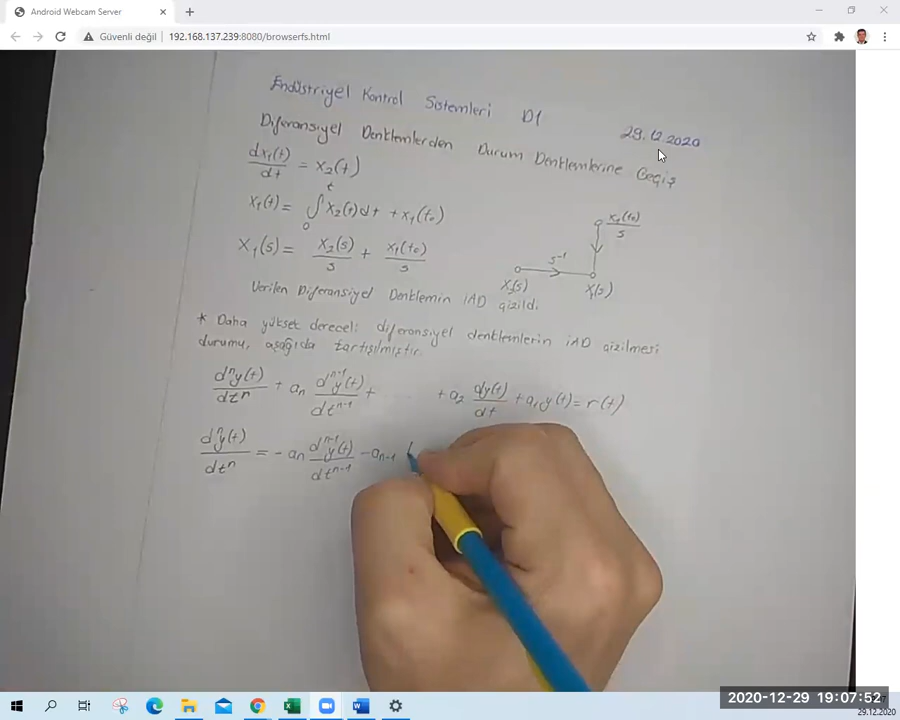 Android Webcam Server
Güvenli değil | 192.168.137.239:8080/browserfs.html
Endüstriyel Kontrol Sistemleri D1
29.12.2020
Diferansiyel Denklemlerden Durum Denklemlerine Geçiş
dx₁(t)/dt = x₂(t)
x₁(t) = ∫₀ᵗ x₂(t)dt + x₁(t₀)
X₁(s) = X₂(s)/s + x₁(t₀)/s
x₁(t₀)/s
s⁻¹
X₂(s) X₁(s)
Verilen Diferansiyel Denklemin İAD çizildi.
* Daha yüksek dereceli diferansiyel denklemlerin İAD çizilmesi
durumu, aşağıda tartışılmıştır.
dⁿy(t)/dtⁿ + aₙ dⁿ⁻¹y(t)/dtⁿ⁻¹ + ... + a₂ dy(t)/dt + a₁y(t) = r(t)
dⁿy(t)/dtⁿ = -aₙ dⁿ⁻¹y(t)/dtⁿ⁻¹ - aₙ₋₁
2020-12-29 19:07:52
29.12.2020